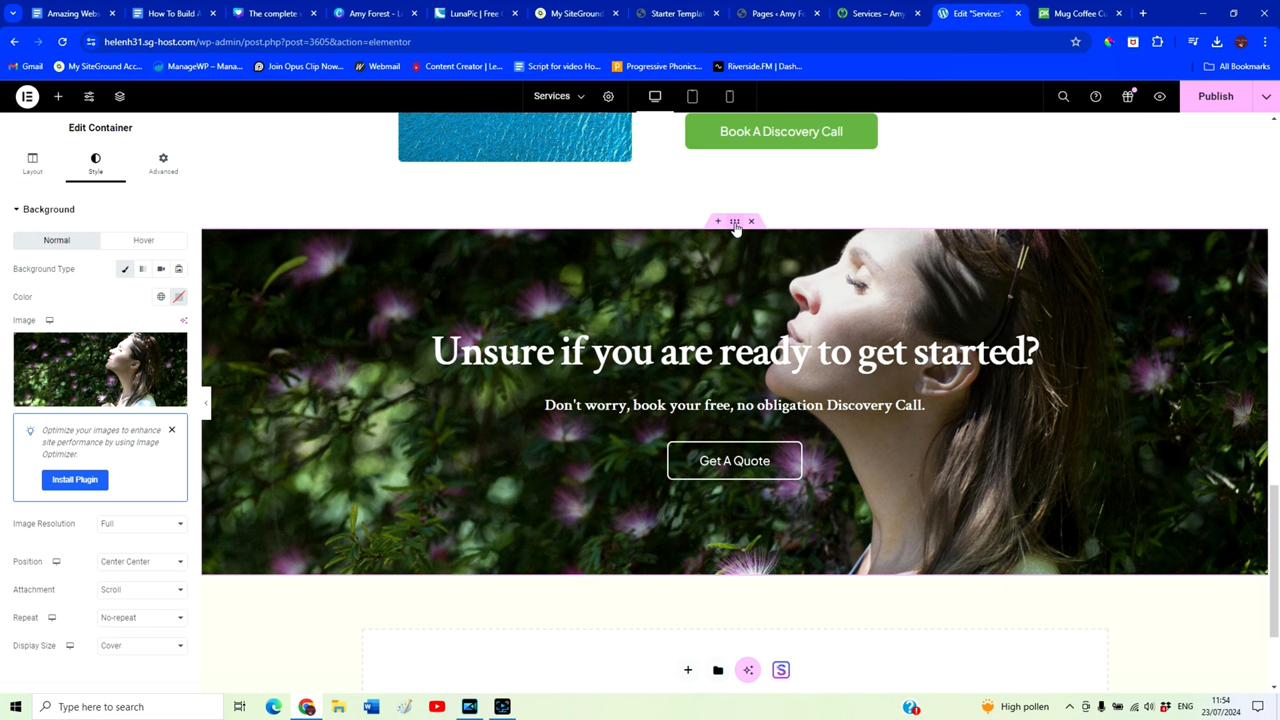 Amazing Webs
How To Build A
The complete v
Amy Forest - Lo
LunaPic | Free O
My SiteGround
Starter Templat
Pages ‹ Amy Fo
Services – Amy
Edit "Services"
Mug Coffee Cu
helenh31.sg-host.com/wp-admin/post.php?post=3605&action=elementor
Gmail
My SiteGround Acc...
ManageWP – Mana...
Join Opus Clip Now...
Webmail
Content Creator | Le...
Script for video Ho...
Progressive Phonics...
Riverside.FM | Dash...
All Bookmarks
Services
Publish
Edit Container
Layout
Style
Advanced
Background
Normal
Hover
Background Type
Color
Image
Optimize your images to enhance
site performance by using Image
Optimizer.
Install Plugin
Image Resolution
Full
Position
Center Center
Attachment
Scroll
Repeat
No-repeat
Display Size
Cover
Book A Discovery Call
Unsure if you are ready to get started?
Don't worry, book your free, no obligation Discovery Call.
Get A Quote
Type here to search
High pollen
ENG
11:54
23/07/2024